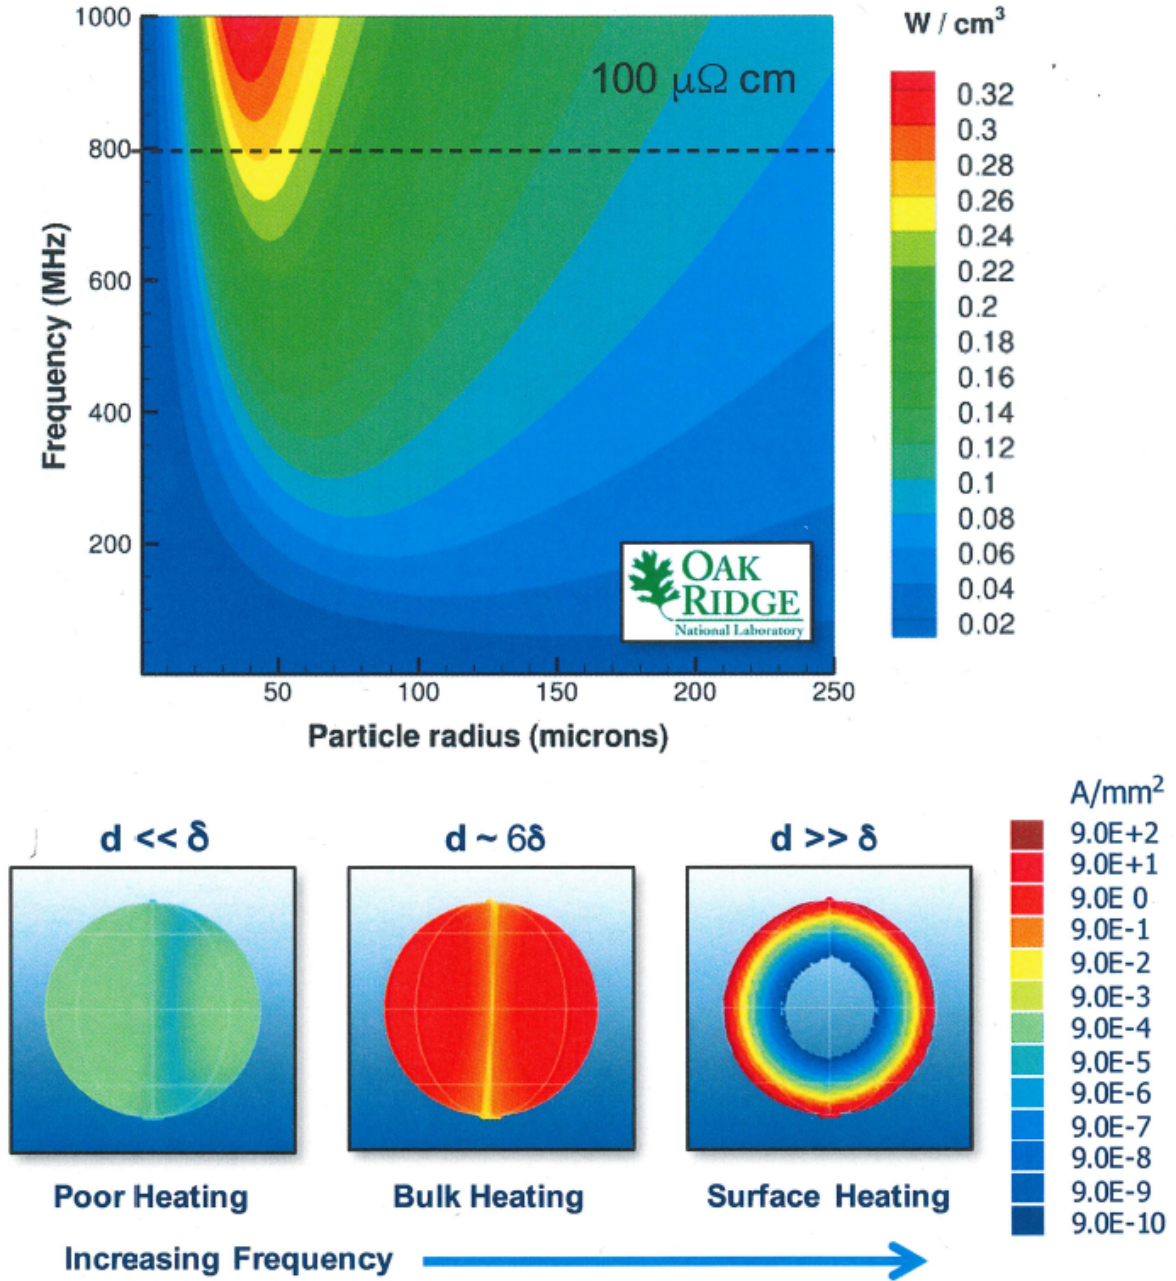 W / cm³
1000
800
600
400
200
Frequency (MHz)
100 μΩ cm
0.32
0.3
0.28
0.26
0.24
0.22
0.2
0.18
0.16
0.14
0.12
0.1
0.08
0.06
0.04
0.02
OAK
RIDGE
National Laboratory
50 100 150 200 250
Particle radius (microns)
d << δ d ~ 6δ d >> δ
A/mm²
9.0E+2
9.0E+1
9.0E 0
9.0E-1
9.0E-2
9.0E-3
9.0E-4
9.0E-5
9.0E-6
9.0E-7
9.0E-8
9.0E-9
9.0E-10
Poor Heating Bulk Heating Surface Heating
Increasing Frequency